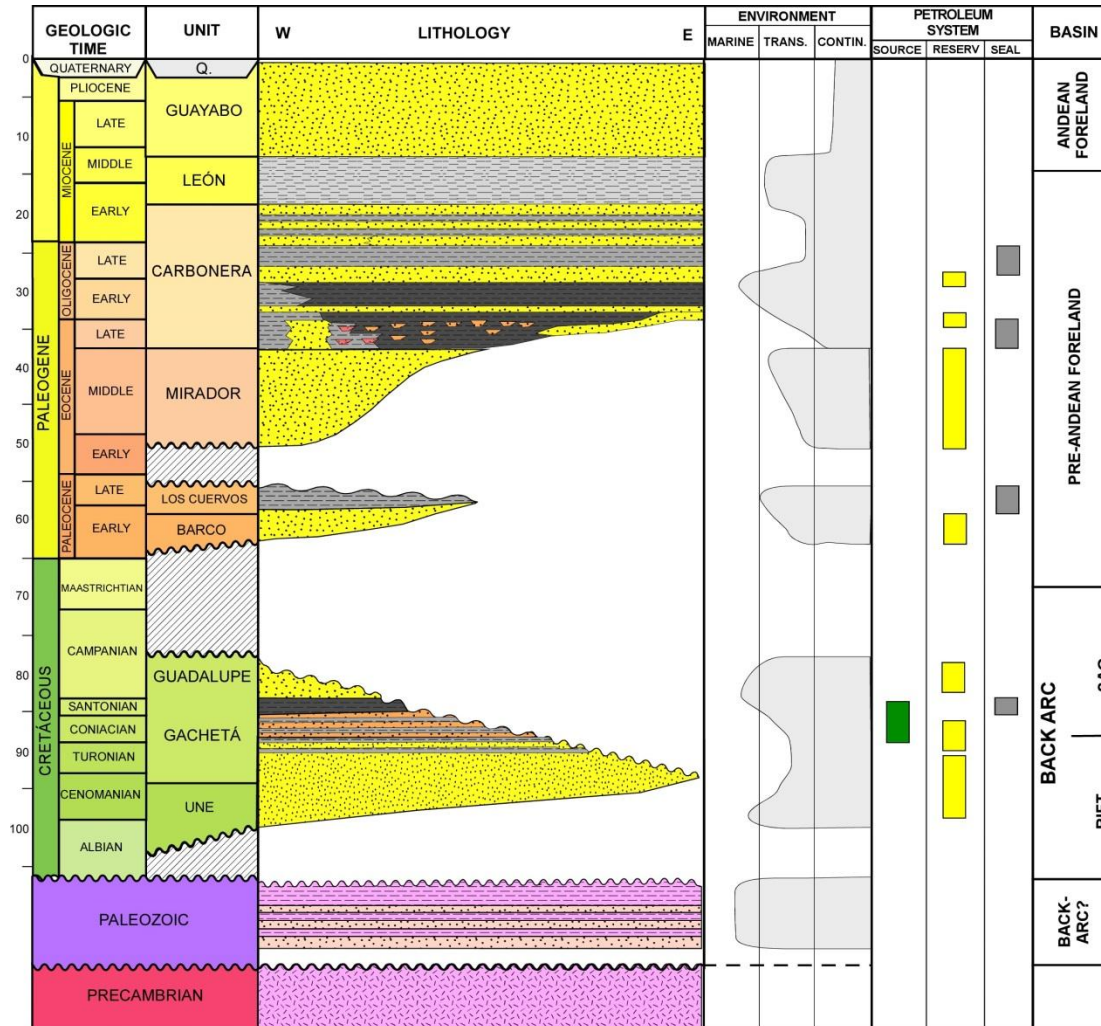 GEOLOGIC TIME
UNIT
W LITHOLOGY E
ENVIRONMENT
MARINE TRANS. CONTIN.
PETROLEUM SYSTEM
SOURCE RESERV SEAL
BASIN
0
10
20
30
40
50
60
70
80
90
100
QUATERNARY
PLIOCENE
MIOCENE
LATE
MIDDLE
EARLY
PALEOGENE
OLIGOCENE
LATE
EARLY
EOCENE
LATE
MIDDLE
EARLY
PALEOCENE
LATE
EARLY
CRETÁCEOUS
MAASTRICHTIAN
CAMPANIAN
SANTONIAN
CONIACIAN
TURONIAN
CENOMANIAN
ALBIAN
PALEOZOIC
PRECAMBRIAN
Q.
GUAYABO
LEÓN
CARBONERA
MIRADOR
LOS CUERVOS
BARCO
GUADALUPE
GACHETÁ
UNE
ANDEAN FORELAND
PRE-ANDEAN FORELAND
BACK ARC
BACK-ARC?